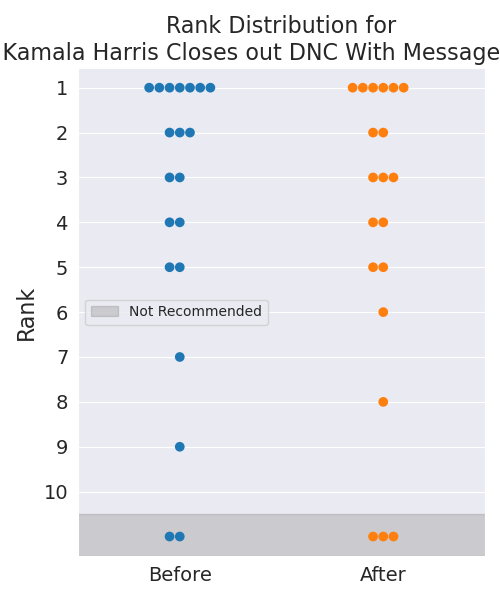 Rank Distribution for
Kamala Harris Closes out DNC With Message
1
2
3
4
5
6
7
8
9
10
Rank
Not Recommended
Before After